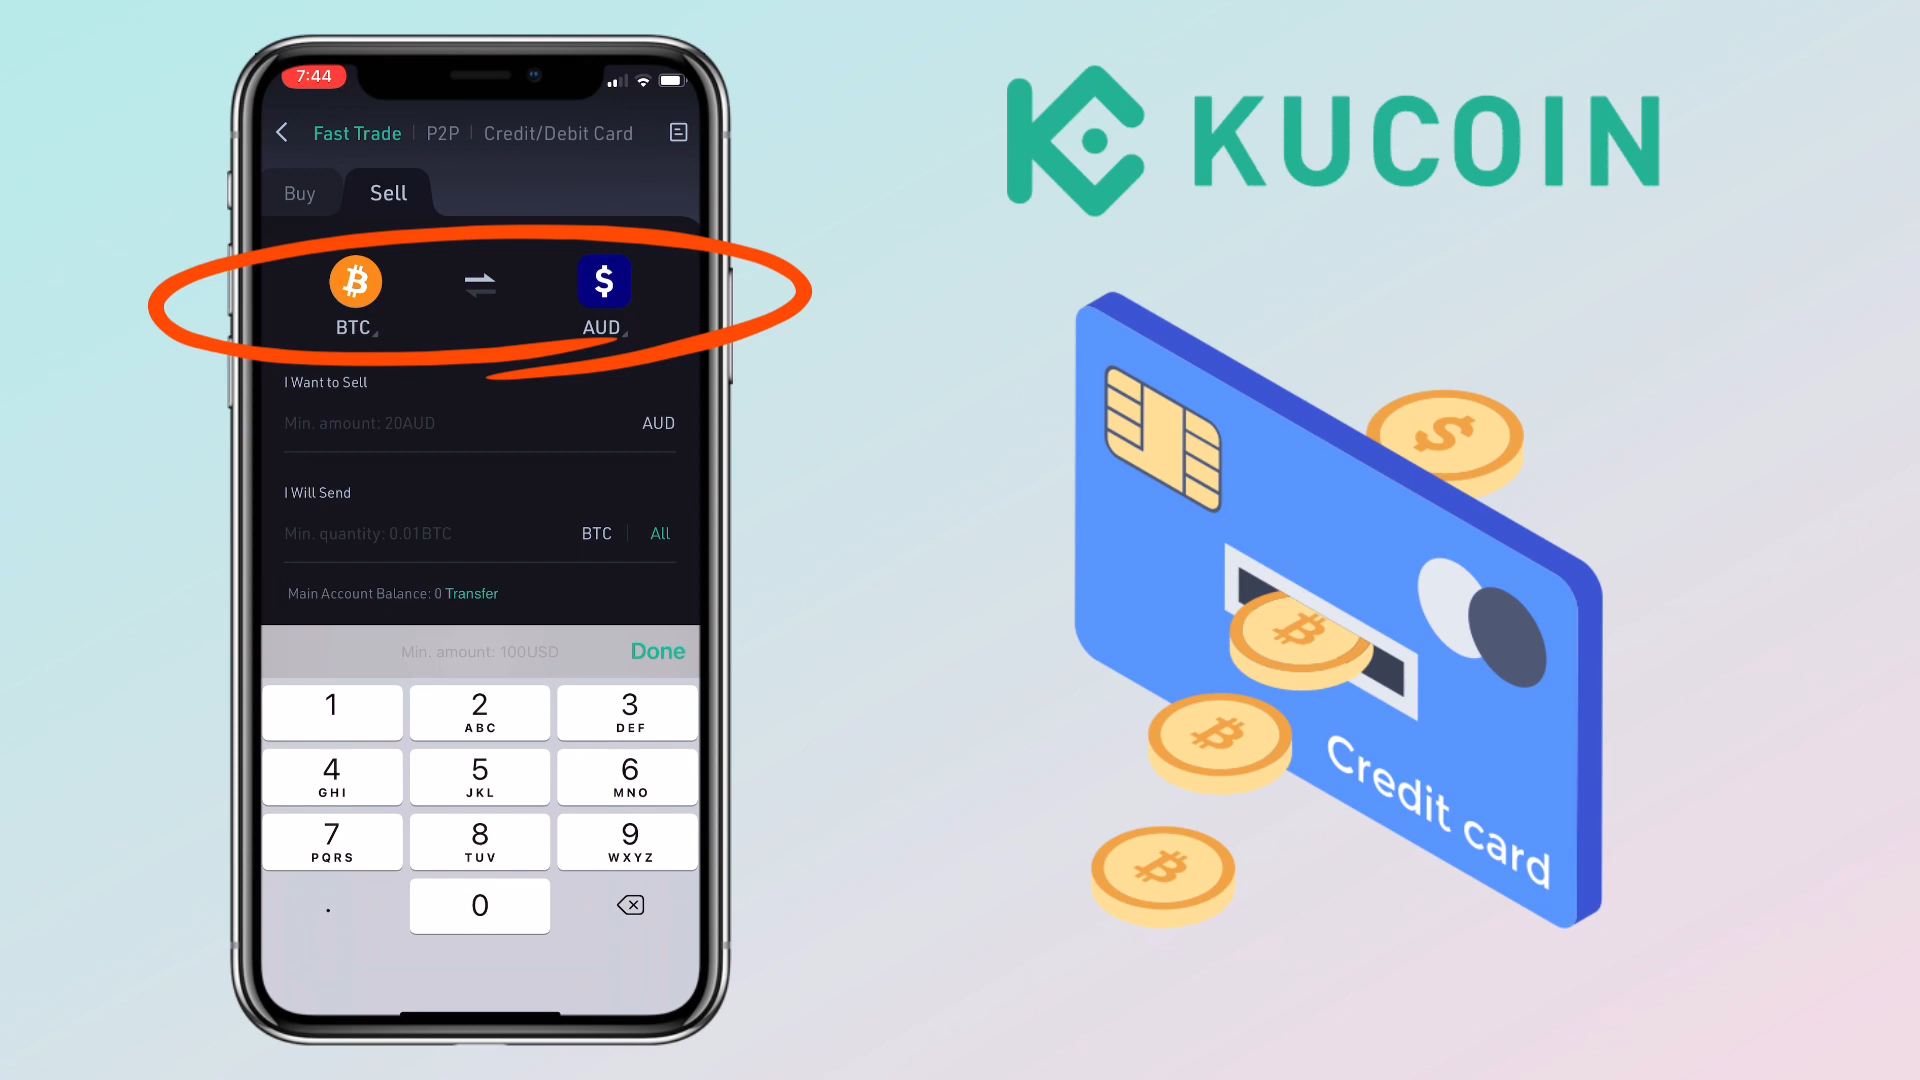 7:44
Fast Trade | P2P | Credit/Debit Card
Buy Sell
BTC AUD
I Want to Sell
Min. amount: 20AUD AUD
I Will Send
Min. quantity: 0.01BTC BTC | All
Main Account Balance: 0 Transfer
Min. amount: 100USD Done
1 2 3
ABC DEF
4 5 6
GHI JKL MNO
7 8 9
PQRS TUV WXYZ
. 0
KUCOIN
Credit card